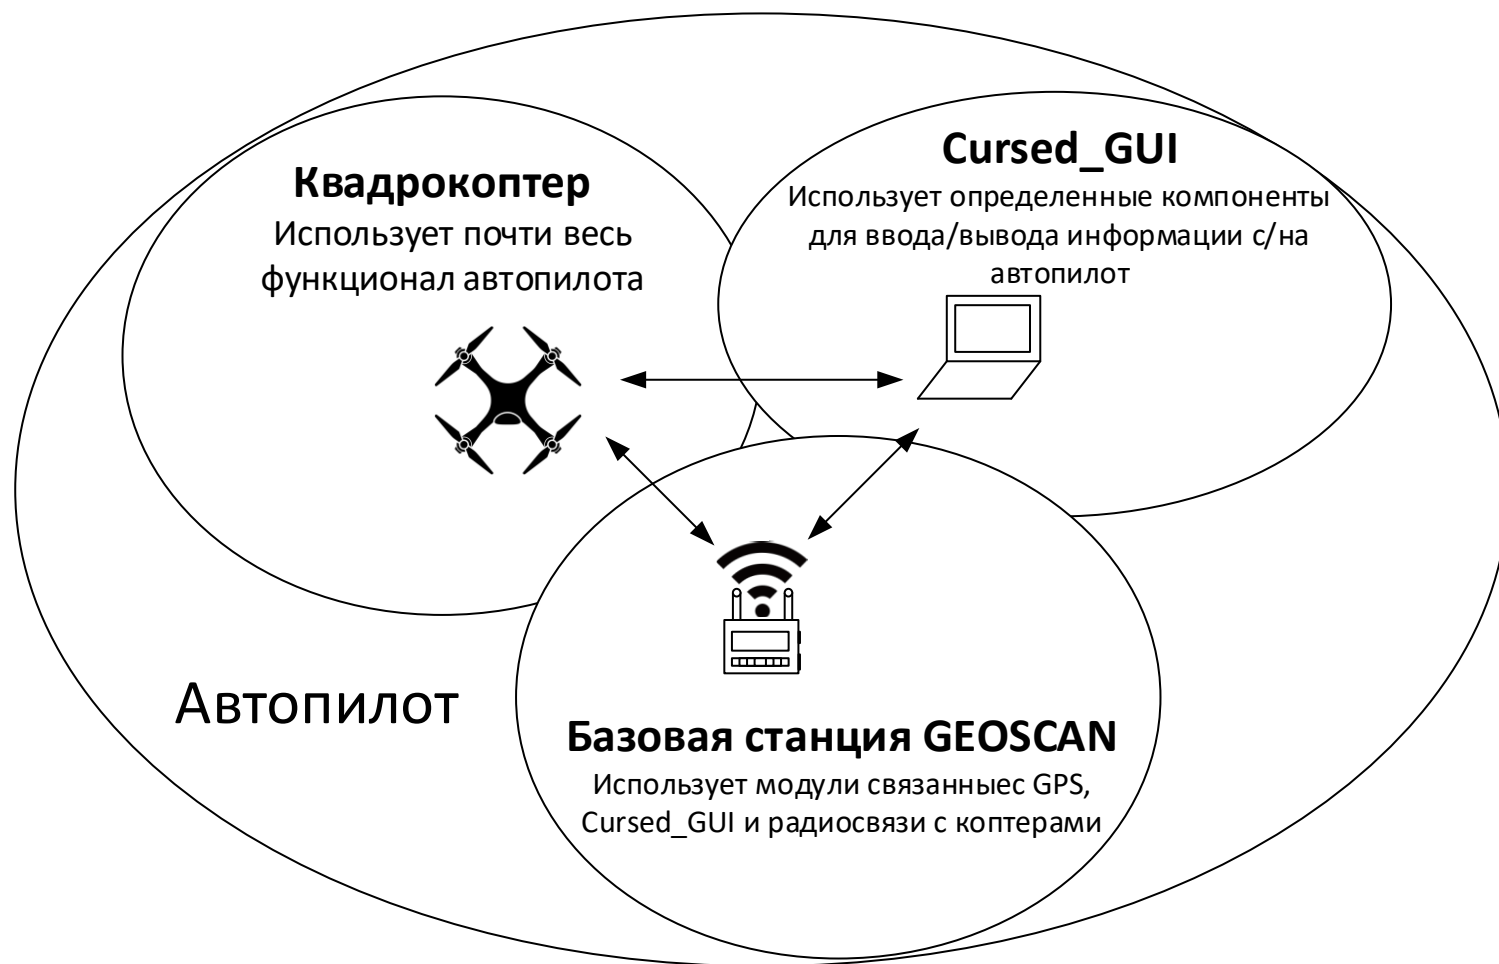 Квадрокоптер
Использует почти весь
функционал автопилота
Cursed_GUI
Использует определенные компоненты
для ввода/вывода информации с/на
автопилот
Автопилот
Базовая станция GEOSCAN
Использует модули связанныес GPS,
Cursed_GUI и радиосвязи с коптерами